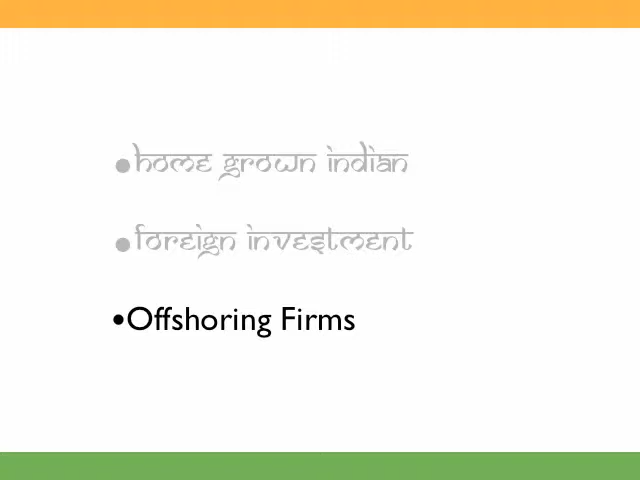 •Home Grown Indian
•Foreign Investment
•Offshoring Firms